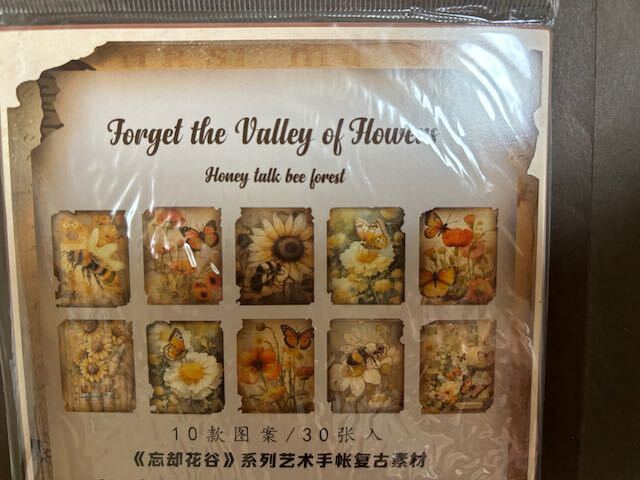 Forget the Valley of Flowers
Honey talk bee forest
10款图案/30张入
《忘却花谷》系列艺术手帐复古素材